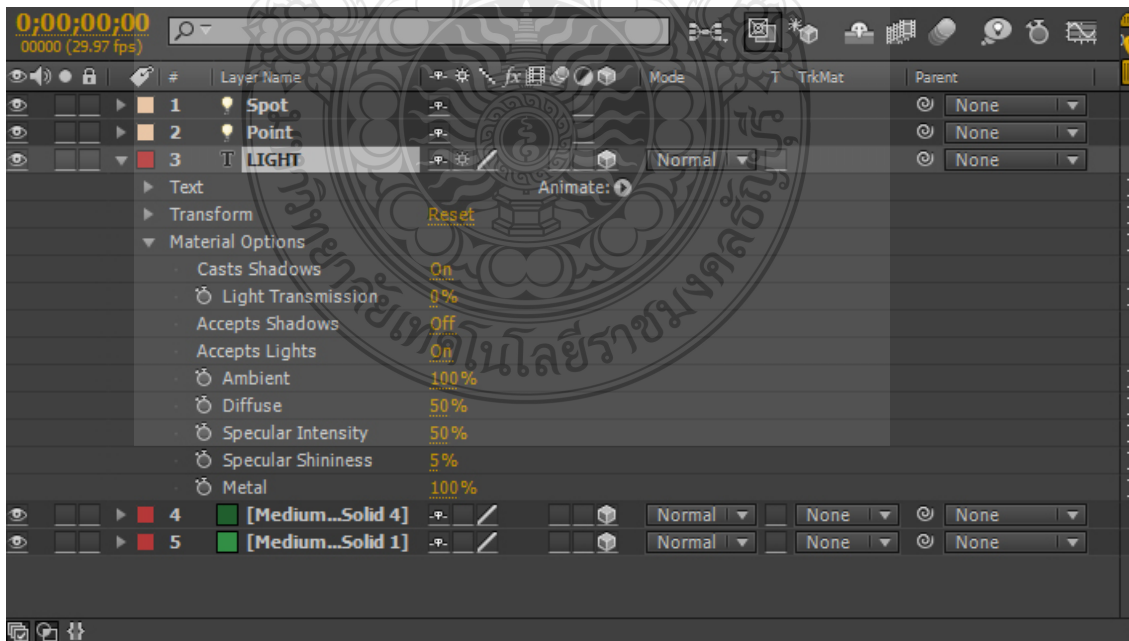 0;00;00;00
00000 (29.97 fps)
# Layer Name fx Mode T TrkMat Parent
1 Spot None
2 Point None
3 T LIGHT Normal None
Text Animate:
Transform Reset
Material Options
Casts Shadows On
Light Transmission 0%
Accepts Shadows Off
Accepts Lights On
Ambient 100%
Diffuse 50%
Specular Intensity 50%
Specular Shininess 5%
Metal 100%
4 [Medium...Solid 4] Normal None None
5 [Medium...Solid 1] Normal None None